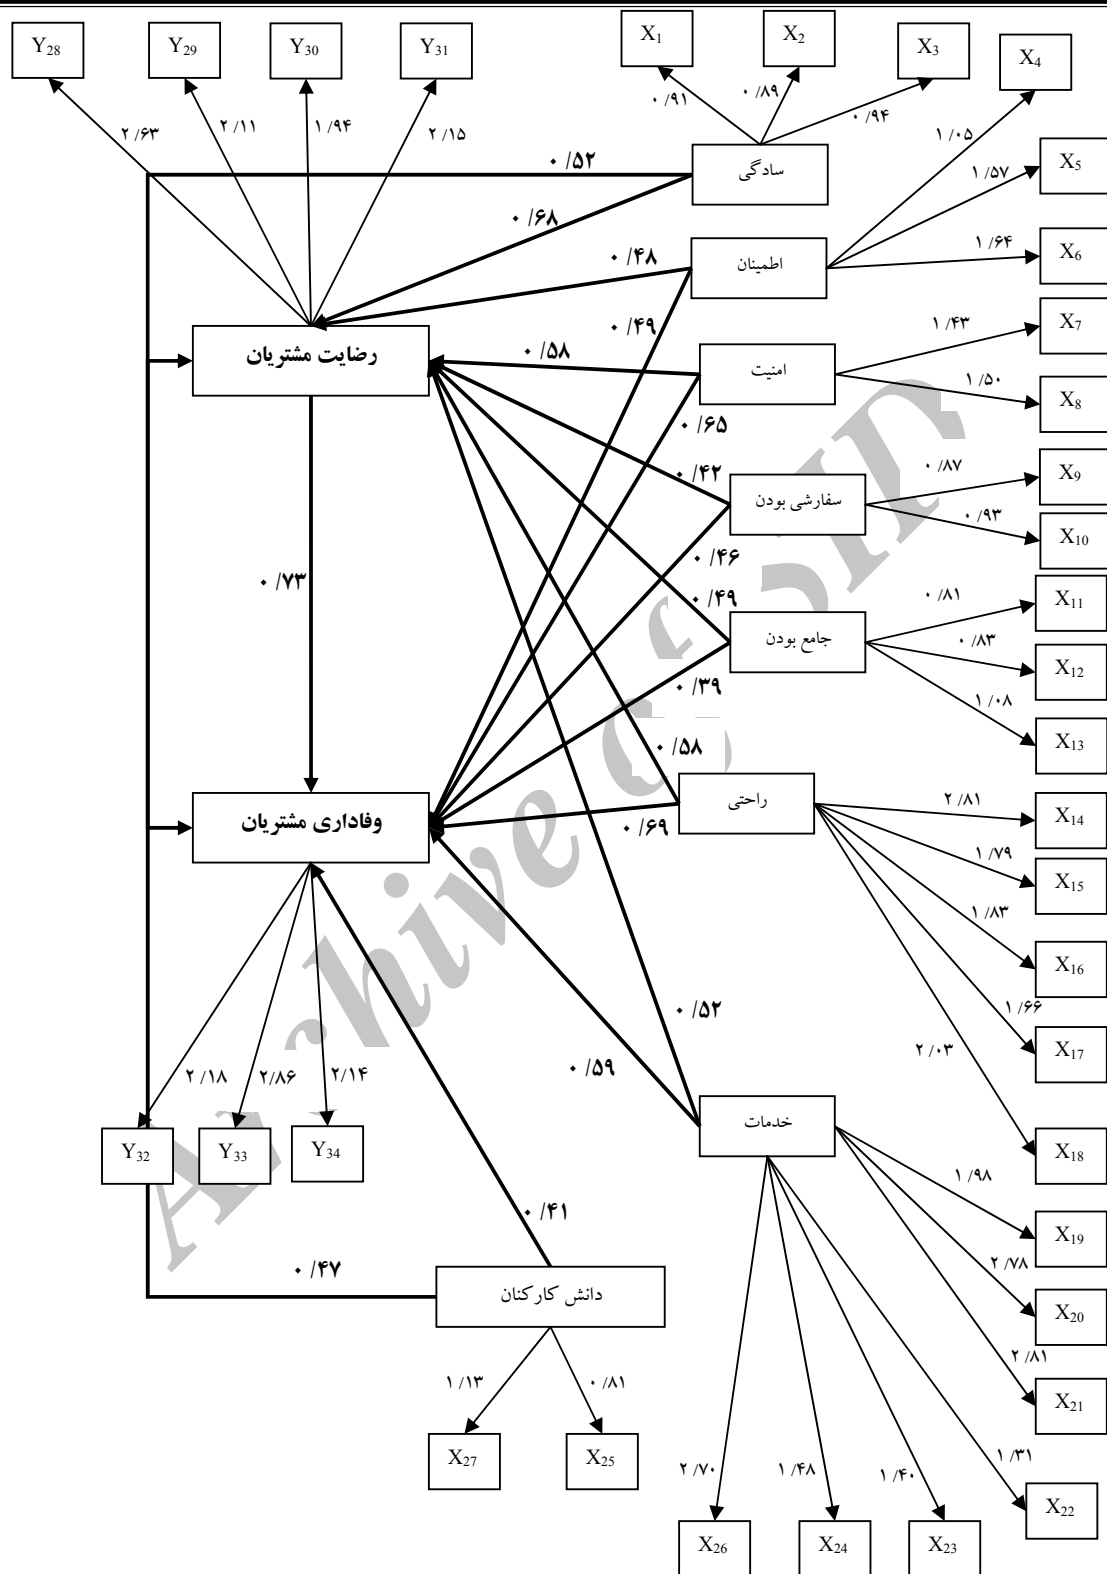 Y28
Y29
Y30
Y31
X1
X2
X3
X4
۲/۶۳
۲/۱۱
۱/۹۴
۲/۱۵
۰/۹۱
۰/۸۹
۰/۹۴
۱/۰۵
۰/۵۲
سادگی
۱/۵۷
X5
۰/۶۸
۰/۴۸
اطمینان
۱/۶۴
X6
۰/۴۹
رضایت مشتریان
۰/۵۸
امنیت
۱/۴۳
X7
۱/۵۰
X8
۰/۶۵
۰/۴۲
سفارشی بودن
۰/۸۷
X9
۰/۹۳
X10
۰/۴۶
۰/۷۳
۰/۴۹
جامع بودن
۰/۸۱
X11
۰/۸۳
X12
۰/۳۹
۱/۰۸
X13
۰/۵۸
راحتی
۲/۸۱
X14
وفاداری مشتریان
۰/۶۹
۱/۷۹
X15
۱/۸۳
X16
۱/۶۶
X17
۲/۰۳
X18
۰/۵۲
۰/۵۹
۲/۱۸
۲/۸۶
۲/۱۴
Y32
Y33
Y34
خدمات
۱/۹۸
X19
۲/۷۸
X20
۲/۸۱
X21
۰/۴۱
۰/۴۷
دانش کارکنان
۱/۱۳
۰/۸۱
X27
X25
۲/۷۰
۱/۴۸
۱/۴۰
۱/۳۱
X22
X26
X24
X23
Archive of SID